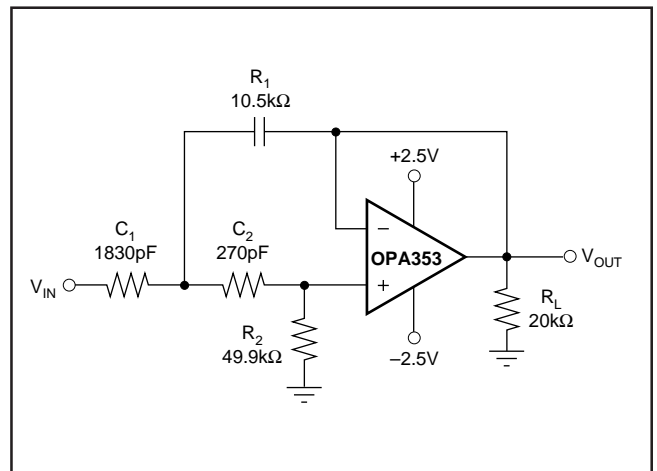 R1
10.5kΩ
+2.5V
C1
1830pF
C2
270pF
−
OPA353
+
VIN
VOUT
R2
49.9kΩ
RL
20kΩ
−2.5V